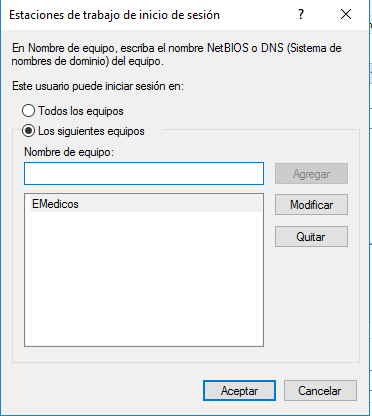 Estaciones de trabajo de inicio de sesión
En Nombre de equipo, escriba el nombre NetBIOS o DNS (Sistema
de nombres de dominio) del equipo.
Este usuario puede iniciar sesión en:
Todos los equipos
Los siguientes equipos
Nombre de equipo:
Agregar
EMedicos
Modificar
Quitar
Aceptar
Cancelar